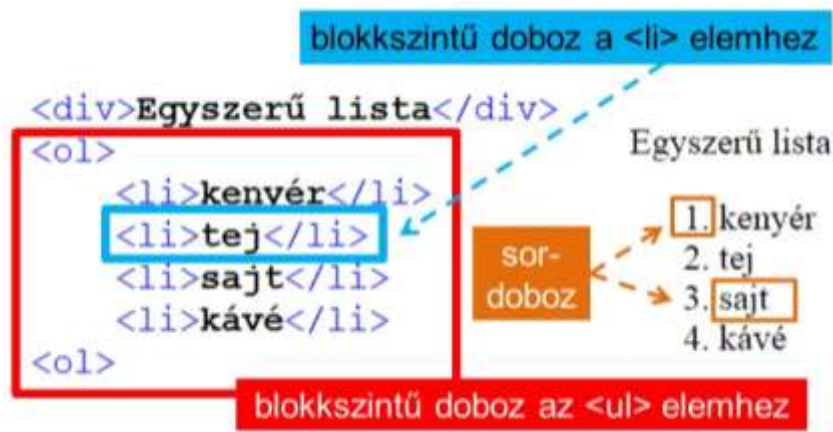 blokkszintű doboz a <li> elemhez
<div>Egyszerű lista</div>
<ol>
<li>kenyér</li>
<li>tej</li>
<li>sajt</li>
<li>kávé</li>
<ol>
Egyszerű lista
1. kenyér
2. tej
3. sajt
4. kávé
sor-
doboz
blokkszintű doboz az <ul> elemhez